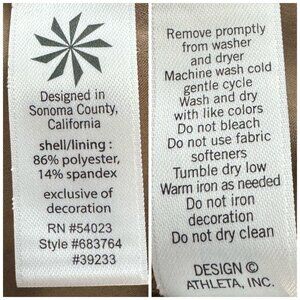 Designed in
Sonoma County,
California
shell/lining :
86% polyester,
14% spandex
exclusive of
decoration
RN #54023
Style #683764
#39233
Remove promptly
from washer
and dryer
Machine wash cold
gentle cycle
Wash and dry
with like colors
Do not bleach
Do not use fabric
softeners
Tumble dry low
Warm iron as needed
Do not iron
decoration
Do not dry clean
DESIGN ©
ATHLETA, INC.